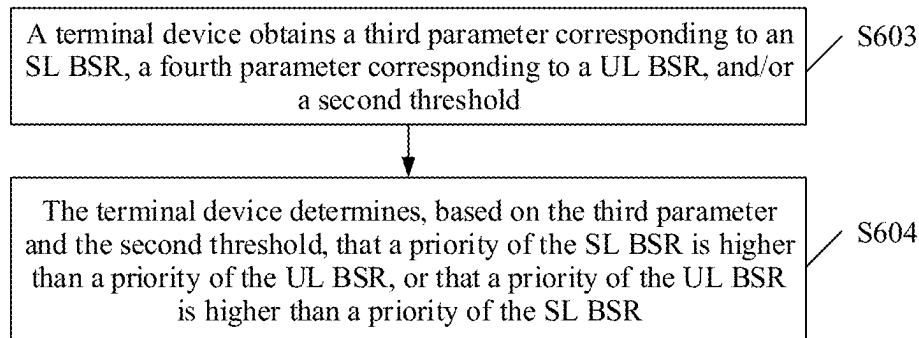 A terminal device obtains a third parameter corresponding to an
SL BSR, a fourth parameter corresponding to a UL BSR, and/or
a second threshold
S603
The terminal device determines, based on the third parameter
and the second threshold, that a priority of the SL BSR is higher
than a priority of the UL BSR, or that a priority of the UL BSR
is higher than a priority of the SL BSR
S604